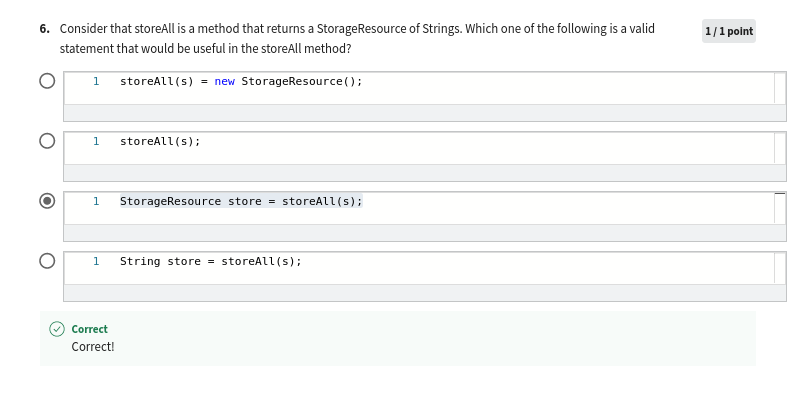 6. Consider that storeAll is a method that returns a StorageResource of Strings. Which one of the following is a valid
statement that would be useful in the storeAll method?
1 / 1 point
1 storeAll(s) = new StorageResource();
1 storeAll(s);
1 StorageResource store = storeAll(s);
1 String store = storeAll(s);
Correct
Correct!